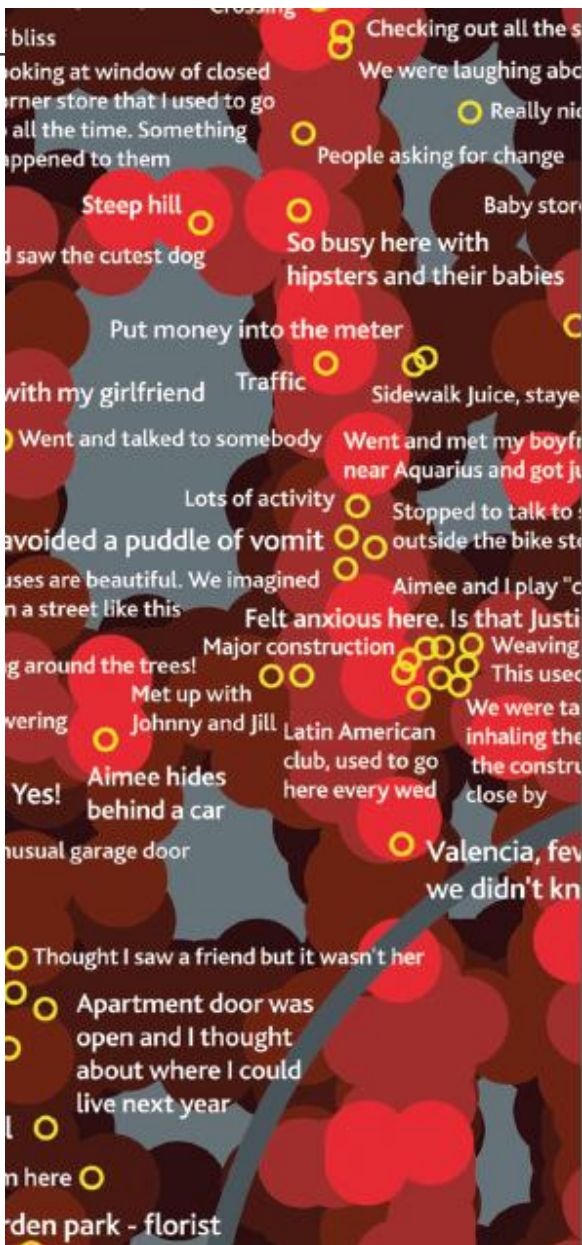 Crossing
bliss
Checking out all the s
ooking at window of closed
orner store that I used to go
all the time. Something
appened to them
We were laughing abo
Really nic
People asking for change
Steep hill
Baby stor
d saw the cutest dog
So busy here with
hipsters and their babies
Put money into the meter
Traffic
with my girlfriend
Sidewalk Juice, staye
Went and talked to somebody
Went and met my boyfr
near Aquarius and got ju
Lots of activity
Stopped to talk to s
outside the bike sto
avoided a puddle of vomit
uses are beautiful. We imagined
n a street like this
Aimee and I play "c
Felt anxious here. Is that Justi
Major construction
Weaving
This used
g around the trees!
Met up with
Johnny and Jill
We were ta
inhaling the
the constru
close by
wering
Latin American
club, used to go
here every wed
Yes!
Aimee hides
behind a car
nusual garage door
Valencia, few
we didn't kn
Thought I saw a friend but it wasn't her
Apartment door was
open and I thought
about where I could
live next year
l
m here
rden park - florist